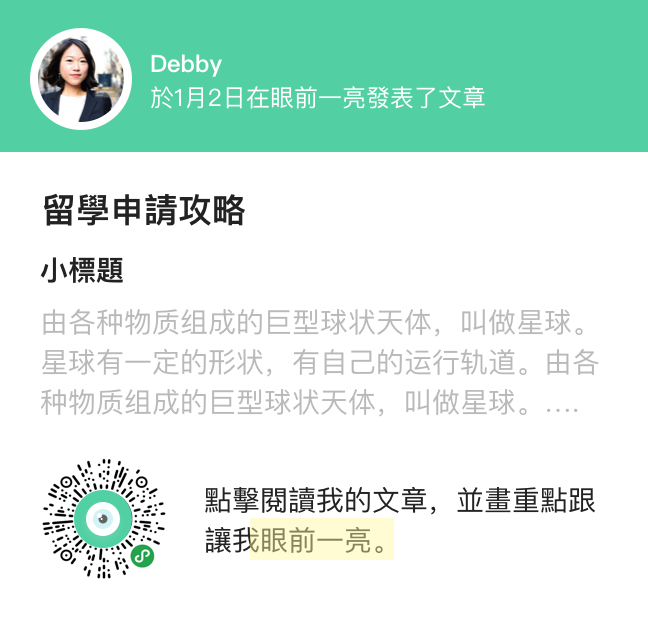 Debby
於1月2日在眼前一亮發表了文章
留學申請攻略
小標題
由各种物质组成的巨型球状天体，叫做星球。
星球有一定的形状，有自己的运行轨道。由各
种物质组成的巨型球状天体，叫做星球。....
點擊閱讀我的文章，並畫重點跟
讓我眼前一亮。